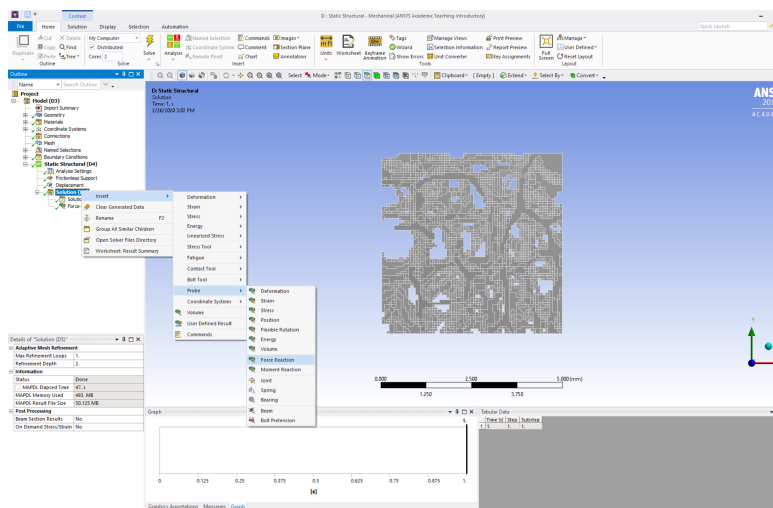 D : Static Structural - Mechanical [ANSYS Academic Teaching Introductory]
Context
File Home Solution Display Selection Automation
Quick Launch
Duplicate
Cut
Copy
Paste
Delete
Find
Tree
Outline
My Computer
Distributed
Cores: 2
Solve
Solve
Analysis
Named Selection
Coordinate System
Remote Point
Commands
Comment
Chart
Images
Section Plane
Annotation
Insert
Units
Worksheet
Keyframe Animation
Tags
Wizard
Show Errors
Manage Views
Selection Information
Unit Converter
Print Preview
Report Preview
Key Assignments
Tools
Full Screen
Manage
User Defined
Reset Layout
Layout
Outline
Name
Search Outline
Select Mode
Clipboard
[Empty]
Extend
Select By
Convert
Project
Model (D3)
Import Summary
Geometry
Materials
Coordinate Systems
Connections
Mesh
Named Selections
Boundary Conditions
Static Structural (D4)
Analysis Settings
Frictionless Support
Displacement
Solution
Solutio
Force
Insert
Clear Generated Data
Rename F2
Group All Similar Children
Open Solver Files Directory
Worksheet: Result Summary
Deformation
Strain
Stress
Energy
Linearized Stress
Stress Tool
Fatigue
Contact Tool
Bolt Tool
Probe
Coordinate Systems
Volume
User Defined Result
Commands
Deformation
Strain
Stress
Position
Flexible Rotation
Energy
Volume
Force Reaction
Moment Reaction
Joint
Spring
Bearing
Beam
Bolt Pretension
D: Static Structural
Solution
Time: 1. s
2/26/2020 3:02 PM
ANS
201
ACADE
Y
0.000 2.500 5.000 (mm)
1.250 3.750
Details of "Solution (D5)"
Adaptive Mesh Refinement
Max Refinement Loops 1.
Refinement Depth 2.
Information
Status Done
MAPDL Elapsed Time 47. s
MAPDL Memory Used 493. MB
MAPDL Result File Size 50.125 MB
Post Processing
Beam Section Results No
On Demand Stress/Strain No
Graph
1.
0. 0.125 0.25 0.375 0.5 0.625 0.75 0.875 1.
[s]
Graphics Annotations Messages Graph
Tabular Data
Time [s] Step Substep
1 1. 1. 1.